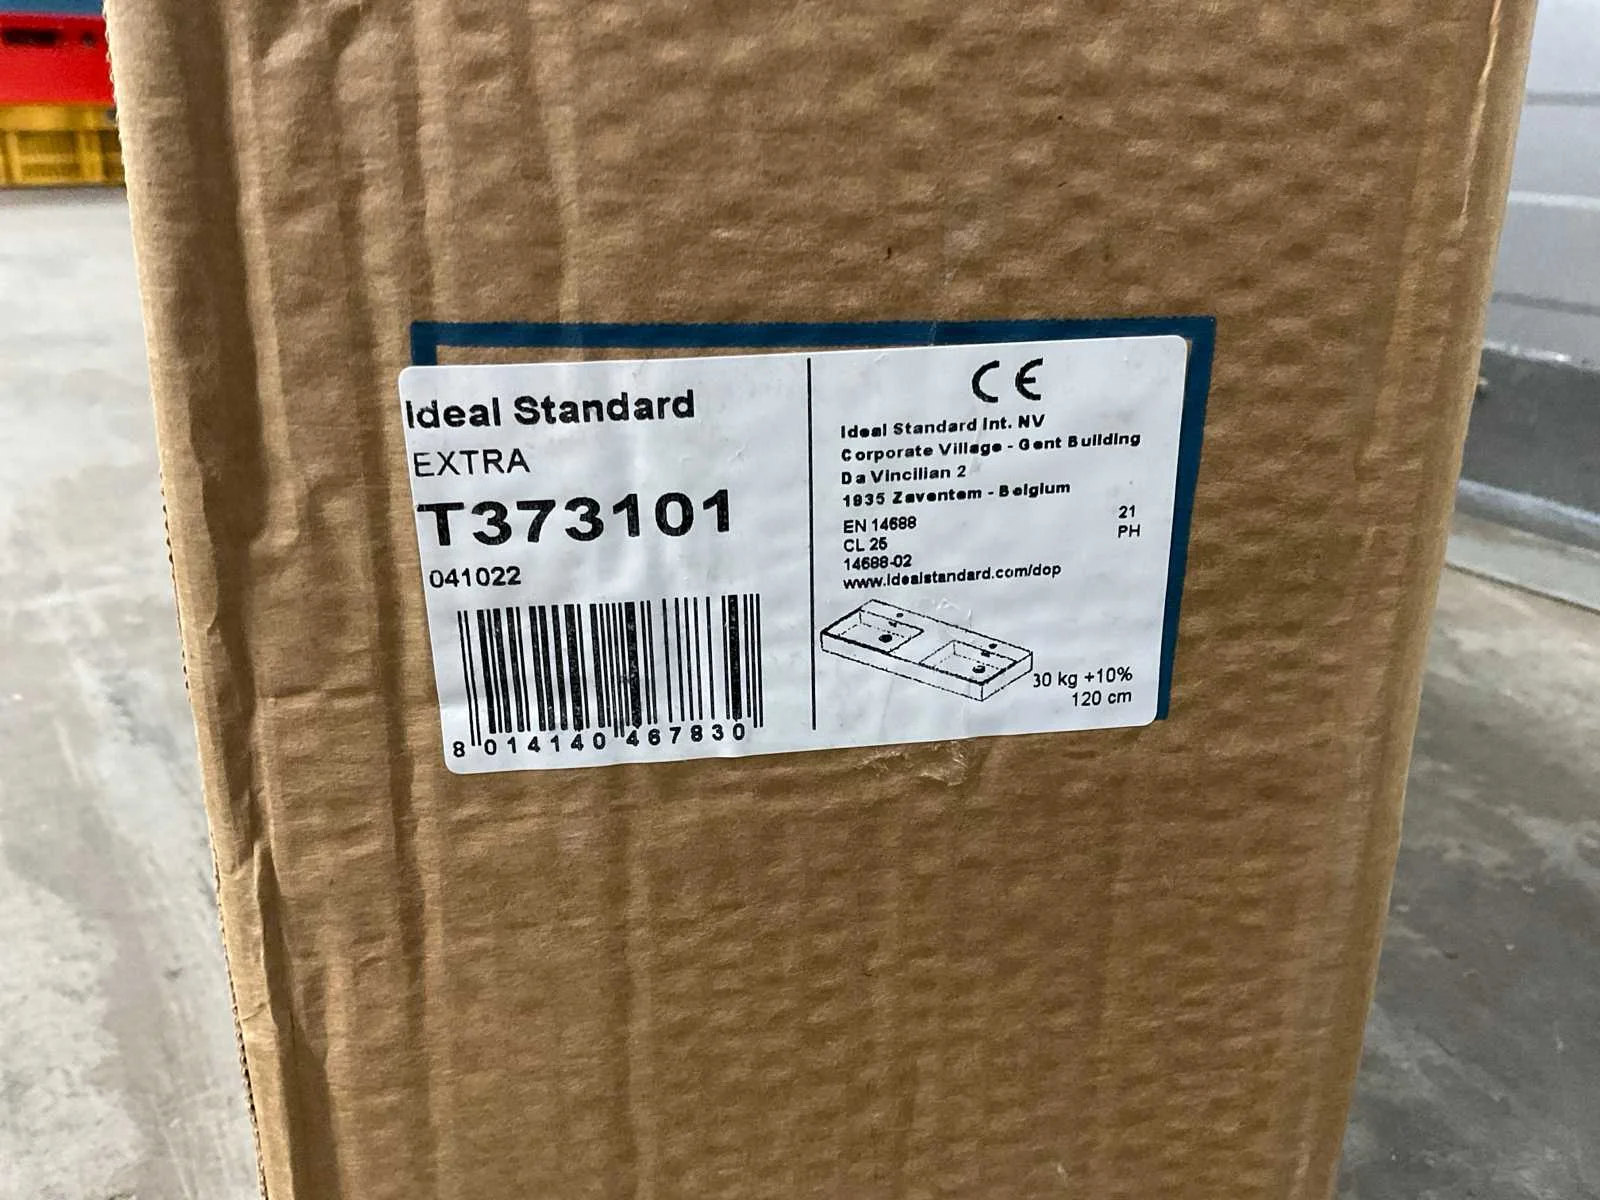 Ideal Standard
EXTRA
T373101
041022
8 014140 467830
CE
Ideal Standard Int. NV
Corporate Village - Gent Building
Da Vincilian 2
1935 Zaventem - Belgium
EN 14688
21
CL 25
PH
14688-02
www.idealstandard.com/dop
30 kg +10%
120 cm